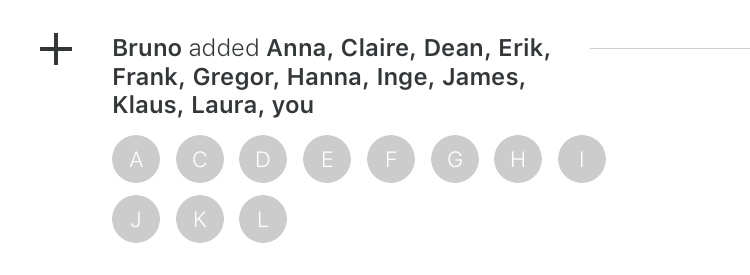 Bruno added Anna, Claire, Dean, Erik,
Frank, Gregor, Hanna, Inge, James,
Klaus, Laura, you
A C D E F G H I
J K L